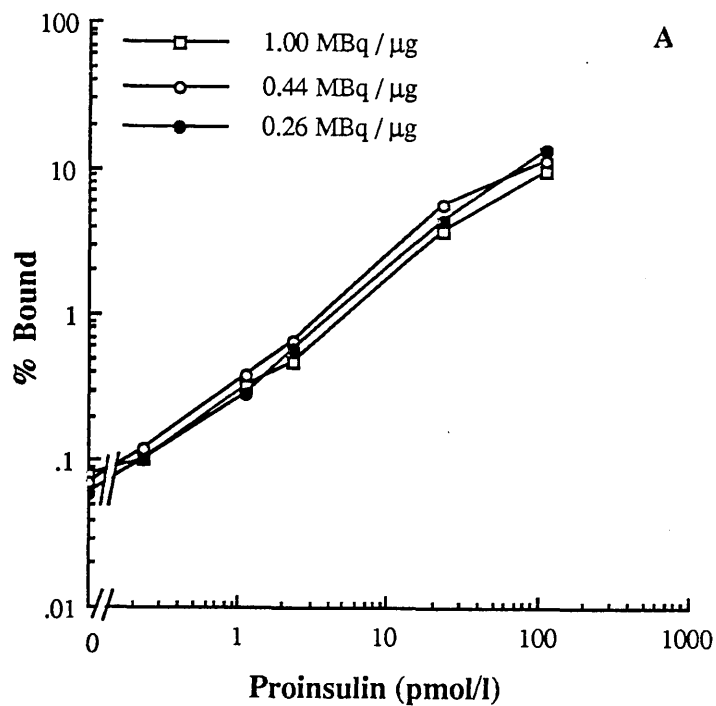 100
1.00 MBq / µg
A
0.44 MBq / µg
0.26 MBq / µg
10
1
.1
.01
% Bound
0
1
10
100
1000
Proinsulin (pmol/l)